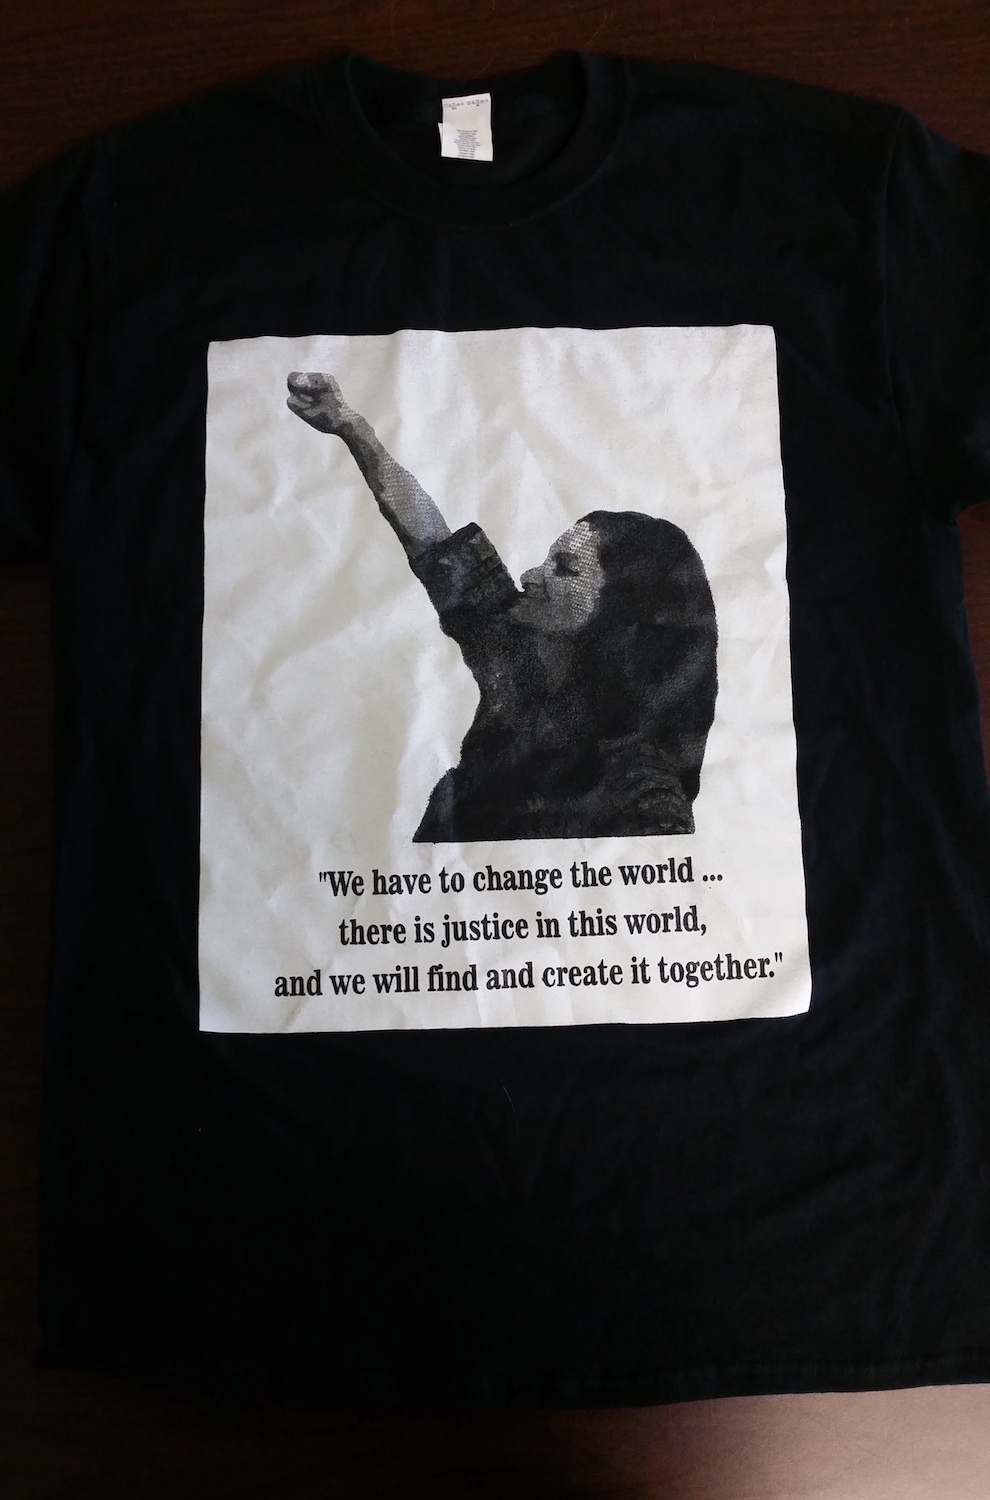 "We have to change the world ...
there is justice in this world,
and we will find and create it together."